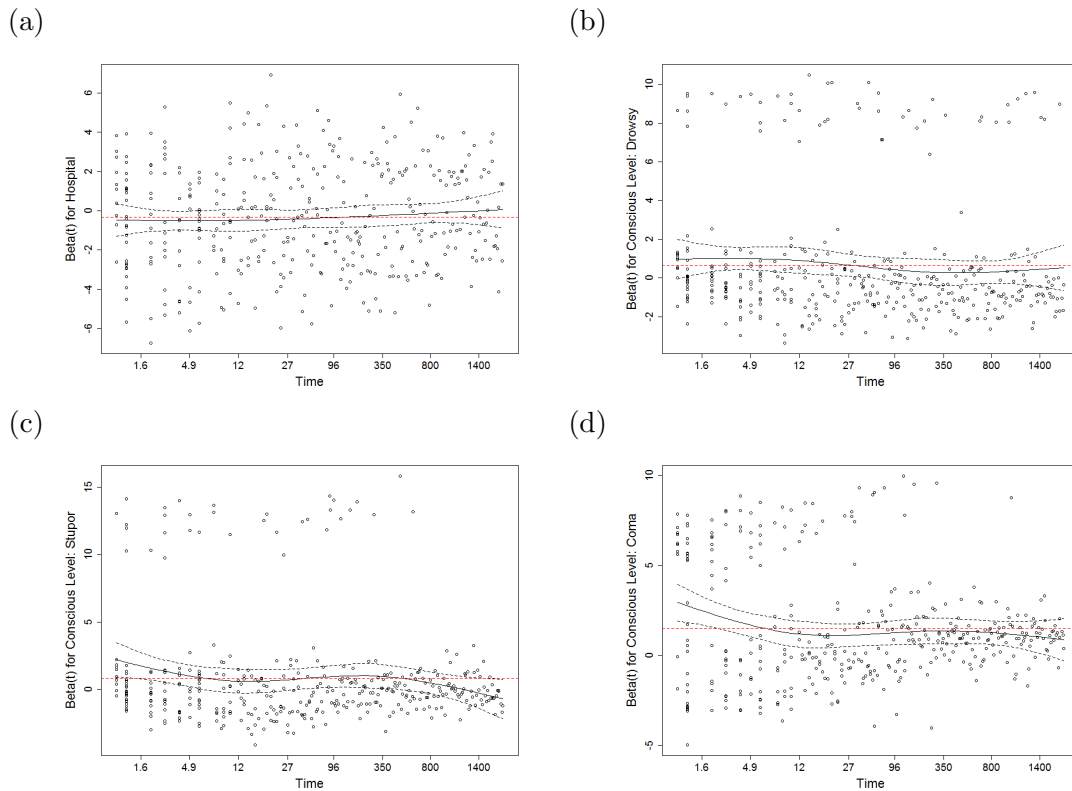 (a)
(b)
6
4
2
0
-2
-4
-6
Beta(t) for Hospital
1.6 4.9 12 27 96 350 800 1400
Time
10
8
6
4
2
0
-2
Beta(t) for Conscious Level: Drowsy
1.6 4.9 12 27 96 350 800 1400
Time
(c)
(d)
15
10
5
0
Beta(t) for Conscious Level: Stupor
1.6 4.9 12 27 96 350 800 1400
Time
10
5
0
-5
Beta(t) for Conscious Level: Coma
1.6 4.9 12 27 96 350 800 1400
Time